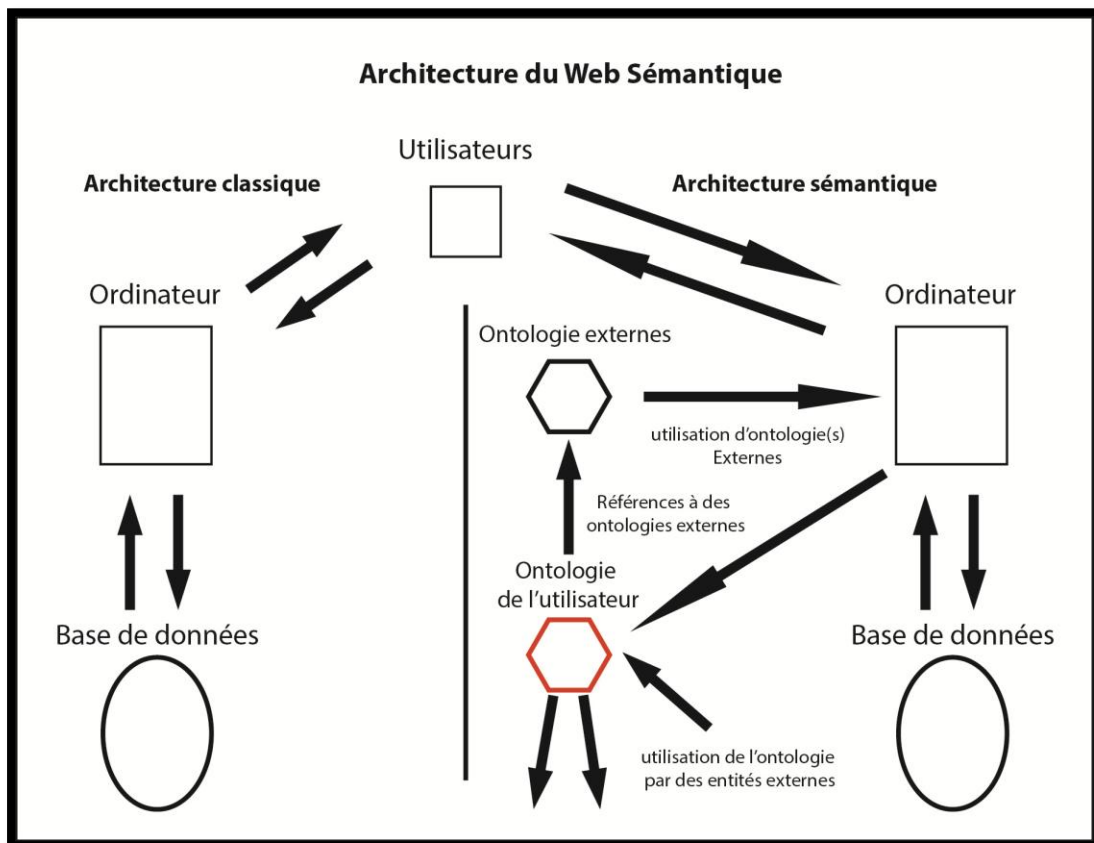 Architecture du Web Sémantique
Utilisateurs
Architecture classique
Architecture sémantique
Ordinateur
Ordinateur
Ontologie externes
utilisation d'ontologie(s)
Externes
Références à des
ontologies externes
Ontologie
de l'utilisateur
Base de données
Base de données
utilisation de l'ontologie
par des entités externes